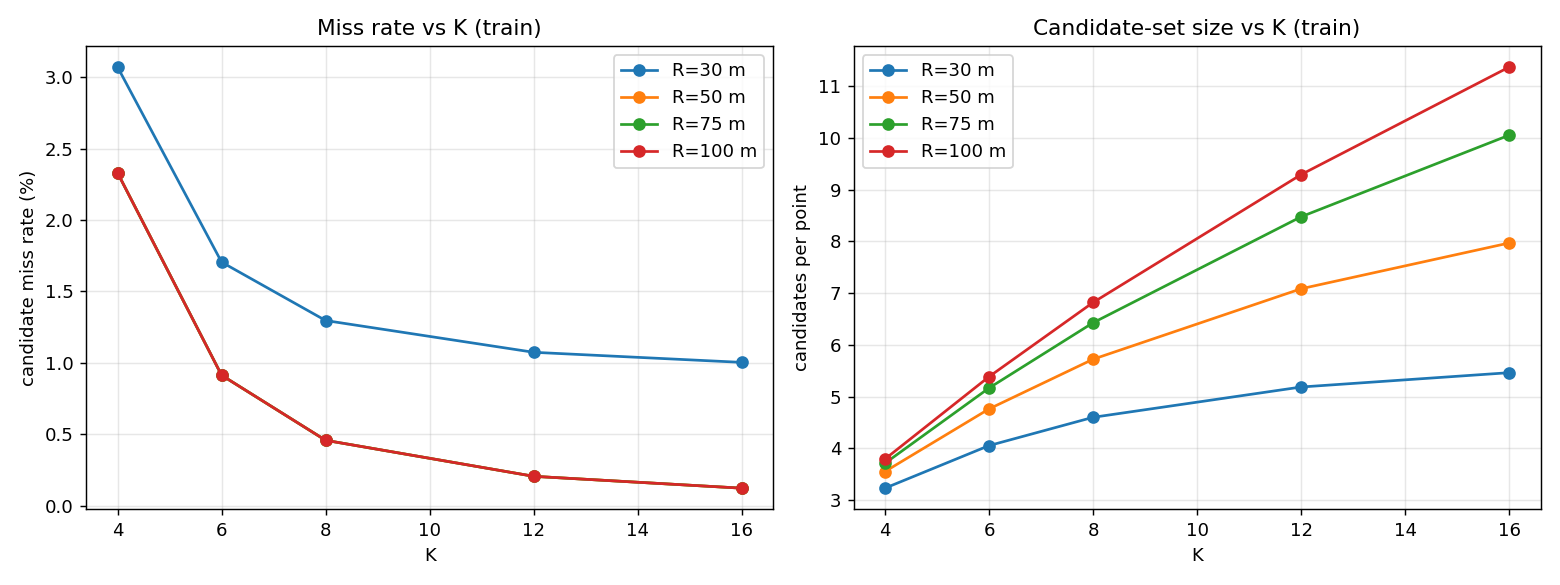 Miss rate vs K (train)
candidate miss rate (%)
3.0
2.5
2.0
1.5
1.0
0.5
0.0
4 6 8 10 12 14 16
K
R=30 m
R=50 m
R=75 m
R=100 m
Candidate-set size vs K (train)
candidates per point
11
10
9
8
7
6
5
4
3
4 6 8 10 12 14 16
K
R=30 m
R=50 m
R=75 m
R=100 m